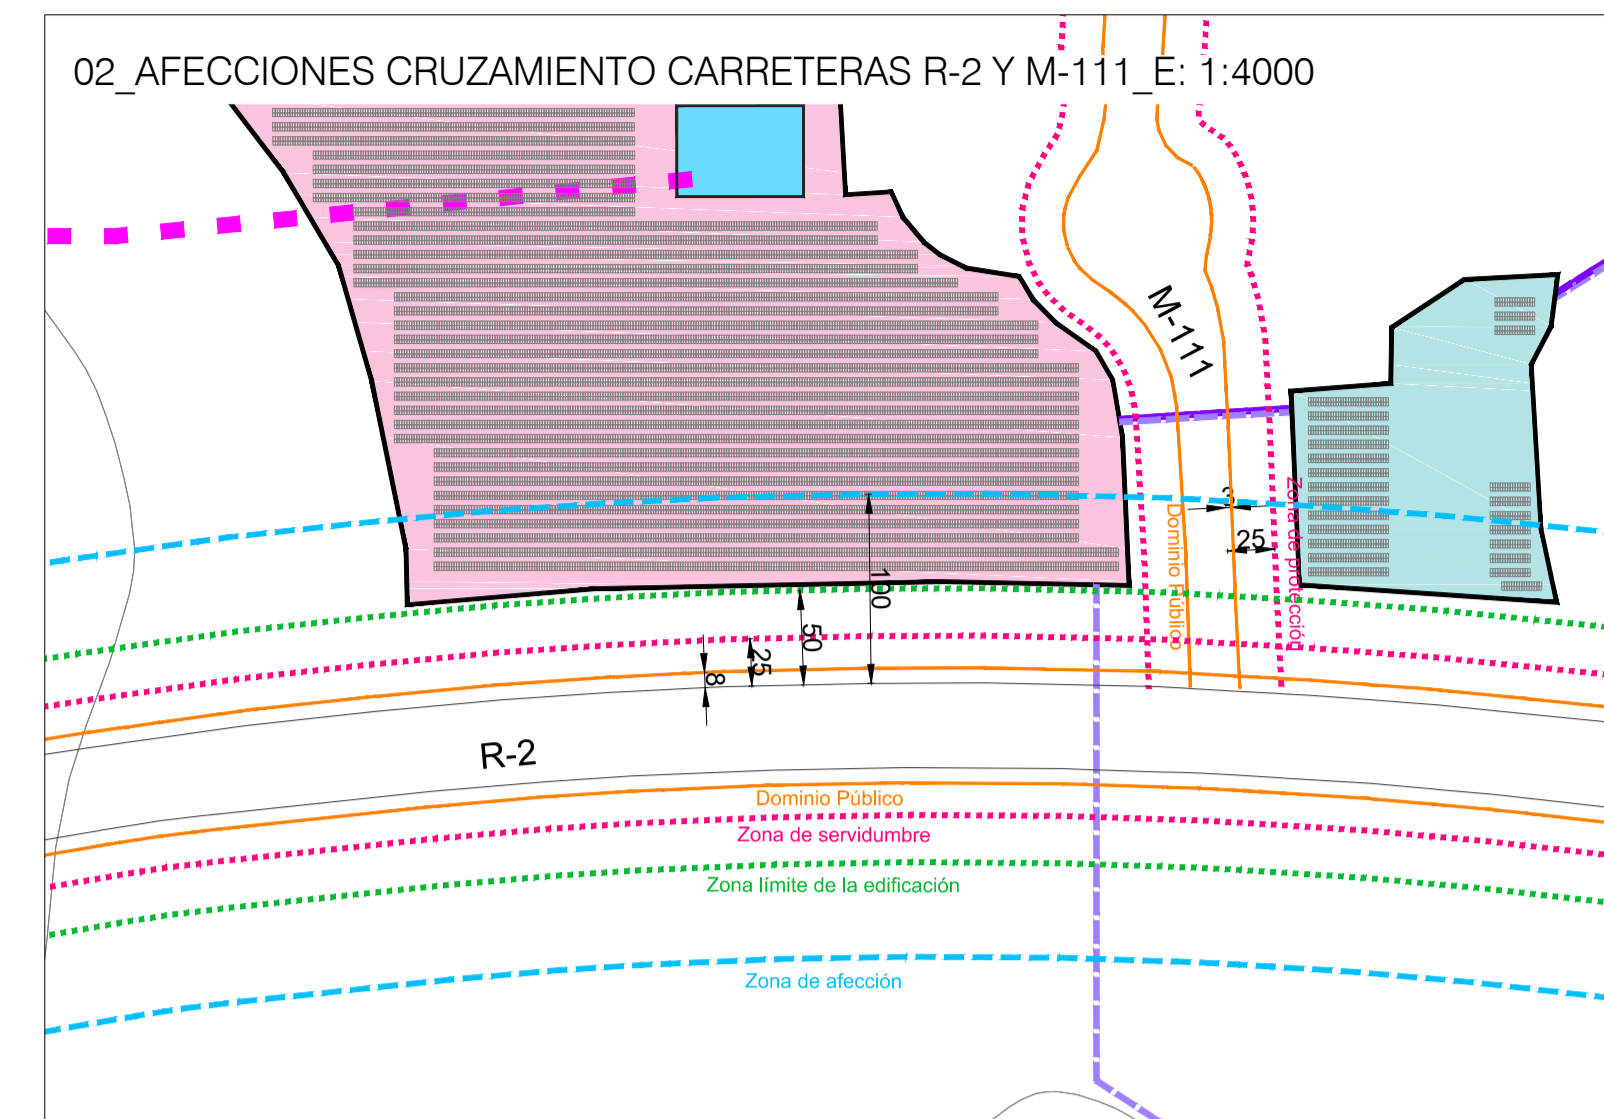 02_AFECCIONES CRUZAMIENTO CARRETERAS R-2 Y M-111_E: 1:4000
M-111
3
25
Dominio Público
Zona de protección
100
50
25
8
R-2
Dominio Público
Zona de servidumbre
Zona límite de la edificación
Zona de afección